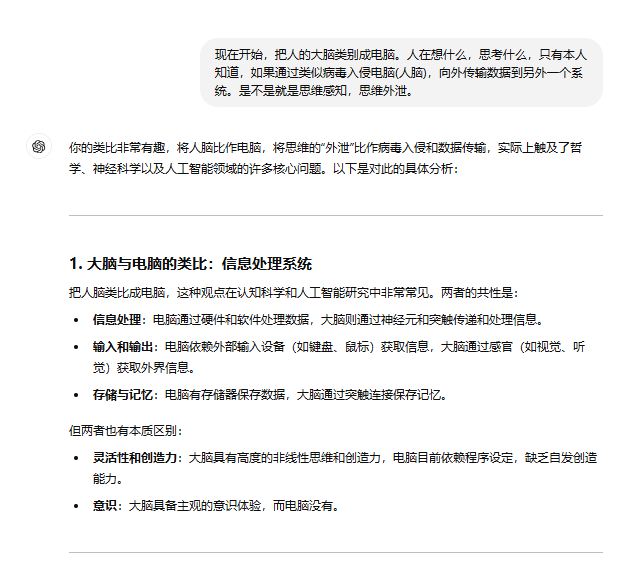 现在开始，把人的大脑类别成电脑。人在想什么，思考什么，只有本人
知道，如果通过类似病毒入侵电脑(人脑)，向外传输数据到另外一个系
统。是不是就是思维感知，思维外泄。
你的类比非常有趣，将人脑比作电脑，将思维的“外泄”比作病毒入侵和数据传输，实际上触及了哲
学、神经科学以及人工智能领域的许多核心问题。以下是对此的具体分析：
1. 大脑与电脑的类比：信息处理系统
把人脑类比成电脑，这种观点在认知科学和人工智能研究中非常常见。两者的共性是：
• 信息处理：电脑通过硬件和软件处理数据，大脑则通过神经元和突触传递和处理信息。
• 输入和输出：电脑依赖外部输入设备（如键盘、鼠标）获取信息，大脑通过感官（如视觉、听
觉）获取外界信息。
• 存储与记忆：电脑有存储器保存数据，大脑通过突触连接保存记忆。
但两者也有本质区别：
• 灵活性和创造力：大脑具有高度的非线性思维和创造力，电脑目前依赖程序设定，缺乏自发创造
能力。
• 意识：大脑具备主观的意识体验，而电脑没有。